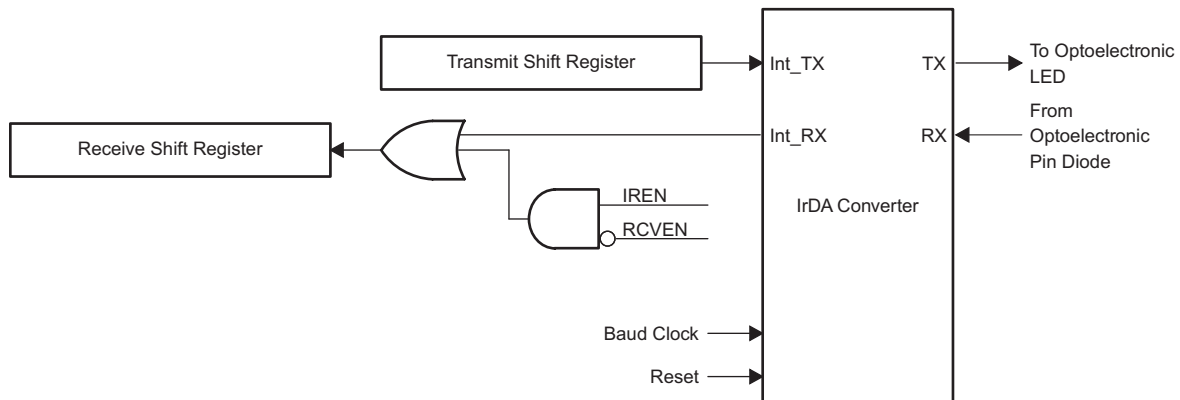 Transmit Shift Register
Int_TX
TX
To Optoelectronic
LED
Receive Shift Register
Int_RX
RX
From
Optoelectronic
Pin Diode
IREN
RCVEN
IrDA Converter
Baud Clock
Reset